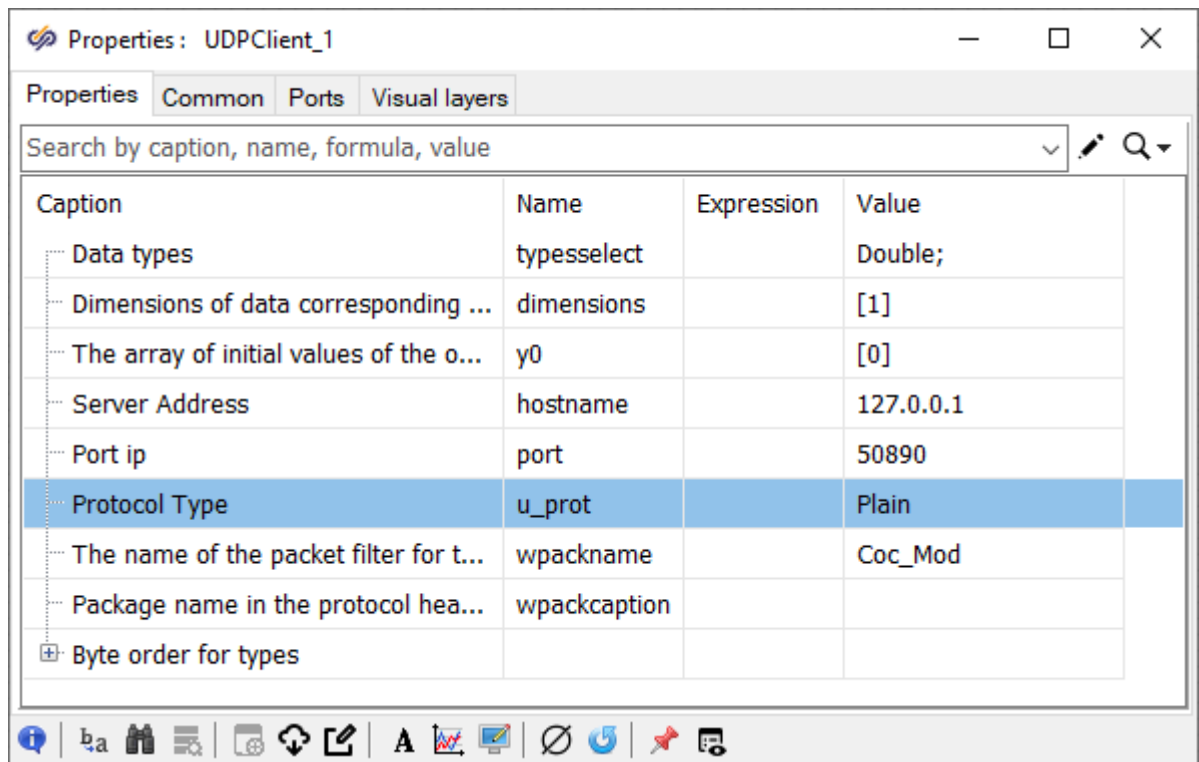 Properties : UDPClient_1
Properties Common Ports Visual layers
Search by caption, name, formula, value
Caption Name Expression Value
Data types typesselect Double;
Dimensions of data corresponding ... dimensions [1]
The array of initial values of the o... y0 [0]
Server Address hostname 127.0.0.1
Port ip port 50890
Protocol Type u_prot Plain
The name of the packet filter for t... wpackname Coc_Mod
Package name in the protocol hea... wpackcaption
Byte order for types